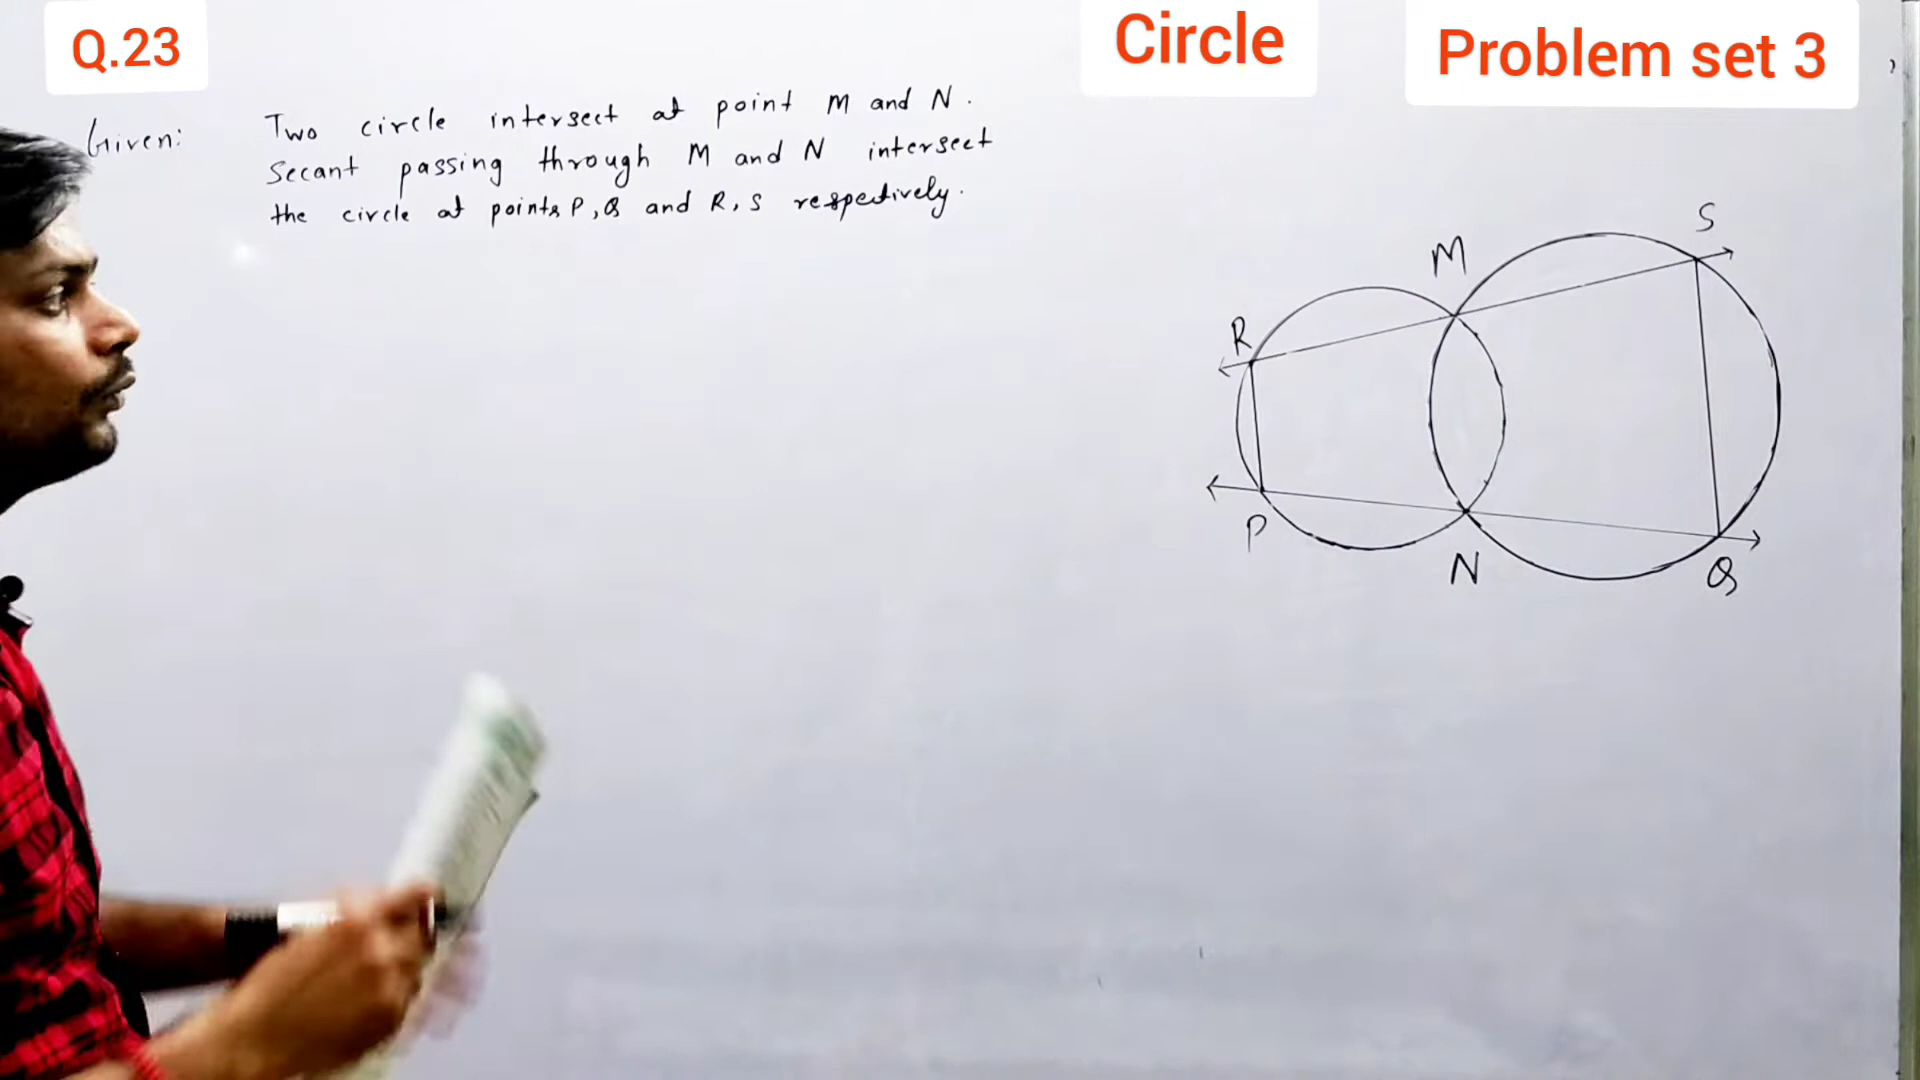 Q.23
Circle
Problem set 3
Given: Two circle intersect at point M and N.
Secant passing through M and N intersect
the circle at points P, Q and R, S respectively.
S
M
R
P
N
Q